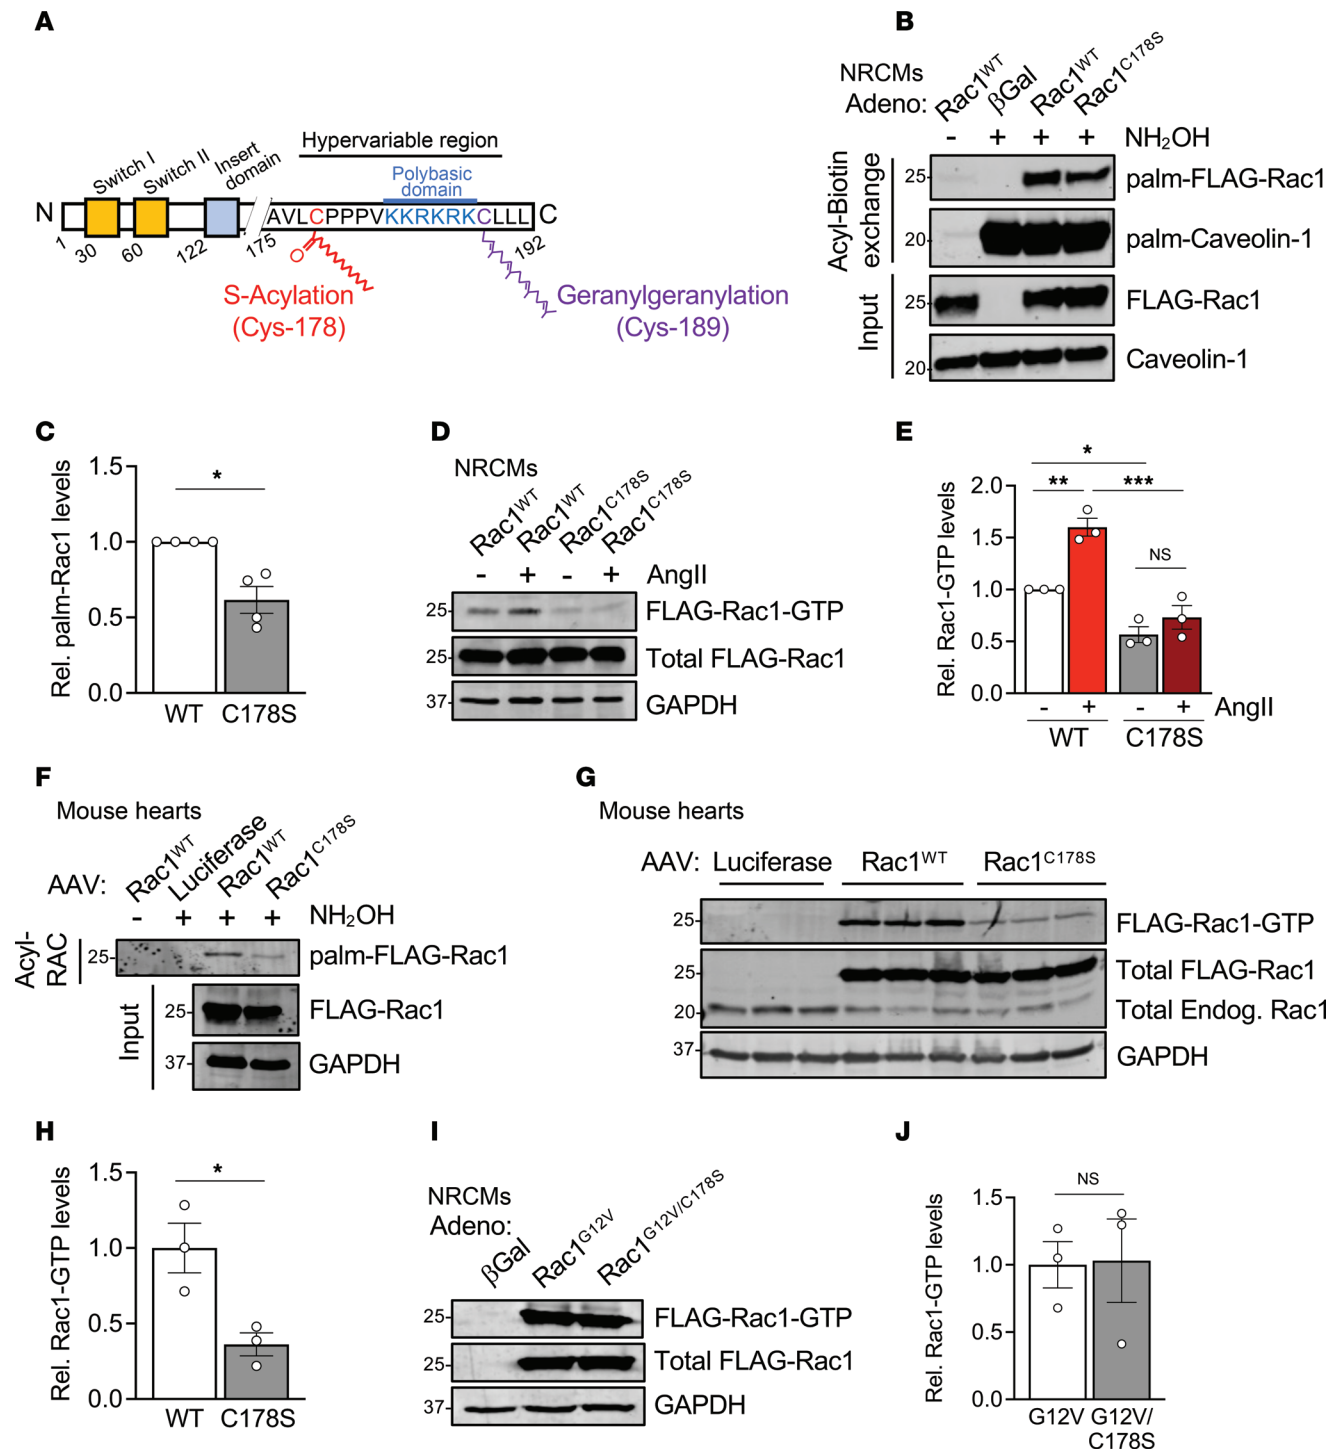 A
Hypervariable region
Switch I
Switch II
Insert
domain
Polybasic
domain
N
AVLCPPPVKKRKRKCLLL
C
1
30
60
122
175
192
S-Acylation
(Cys-178)
Geranylgeranylation
(Cys-189)
B
NRCMs
Adeno:
Rac1WT
βGal
Rac1WT
Rac1C178S
- + + + NH2OH
Acyl-Biotin
exchange
25- palm-FLAG-Rac1
20- palm-Caveolin-1
Input
25- FLAG-Rac1
20- Caveolin-1
C
Rel. palm-Rac1 levels
1.5
1.0
0.5
0.0
*
WT C178S
D
NRCMs
Rac1WT
Rac1WT
Rac1C178S
Rac1C178S
- + - + AngII
25- FLAG-Rac1-GTP
25- Total FLAG-Rac1
37- GAPDH
E
Rel. Rac1-GTP levels
2.0
1.5
1.0
0.5
0.0
*
** ***
NS
- + - + AngII
WT C178S
F
Mouse hearts
AAV:
Rac1WT
Luciferase
Rac1WT
Rac1C178S
- + + + NH2OH
Acyl-
RAC
25- palm-FLAG-Rac1
Input
25- FLAG-Rac1
37- GAPDH
G
Mouse hearts
AAV: Luciferase Rac1WT Rac1C178S
25- FLAG-Rac1-GTP
25- Total FLAG-Rac1
20- Total Endog. Rac1
37- GAPDH
H
Rel. Rac1-GTP levels
1.5
1.0
0.5
0.0
*
WT C178S
I
NRCMs
Adeno:
βGal
Rac1G12V
Rac1G12V/C178S
25- FLAG-Rac1-GTP
25- Total FLAG-Rac1
37- GAPDH
J
Rel. Rac1-GTP levels
1.5
1.0
0.5
0.0
NS
G12V G12V/
C178S